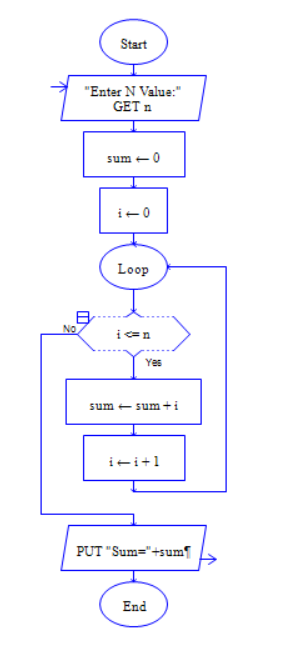 Start
"Enter N Value:"
GET n
sum ← 0
i ← 0
Loop
No
i <= n
Yes
sum ← sum + i
i ← i + 1
PUT "Sum="+sum¶
End